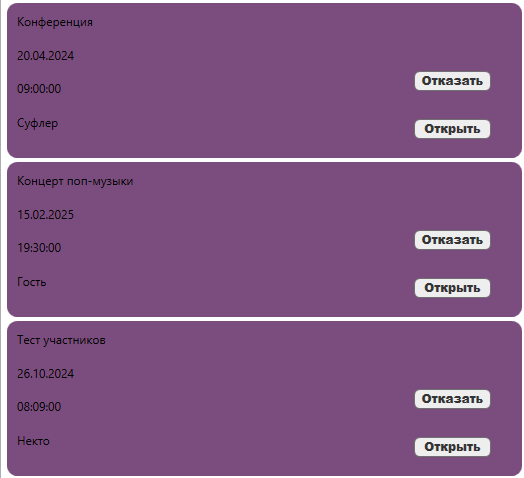 Конференция
20.04.2024
09:00:00
Отказать
Суфлер
Открыть
Концерт поп-музыки
15.02.2025
19:30:00
Отказать
Гость
Открыть
Тест участников
26.10.2024
08:09:00
Отказать
Некто
Открыть